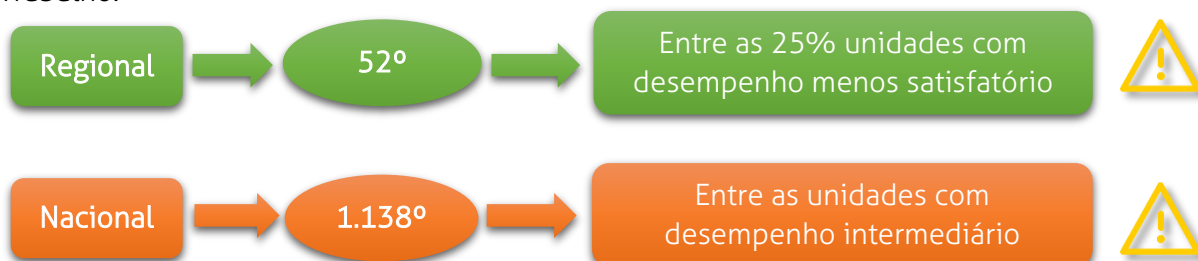 Regional
52º
Entre as 25% unidades com
desempenho menos satisfatório
Nacional
1.138º
Entre as unidades com
desempenho intermediário